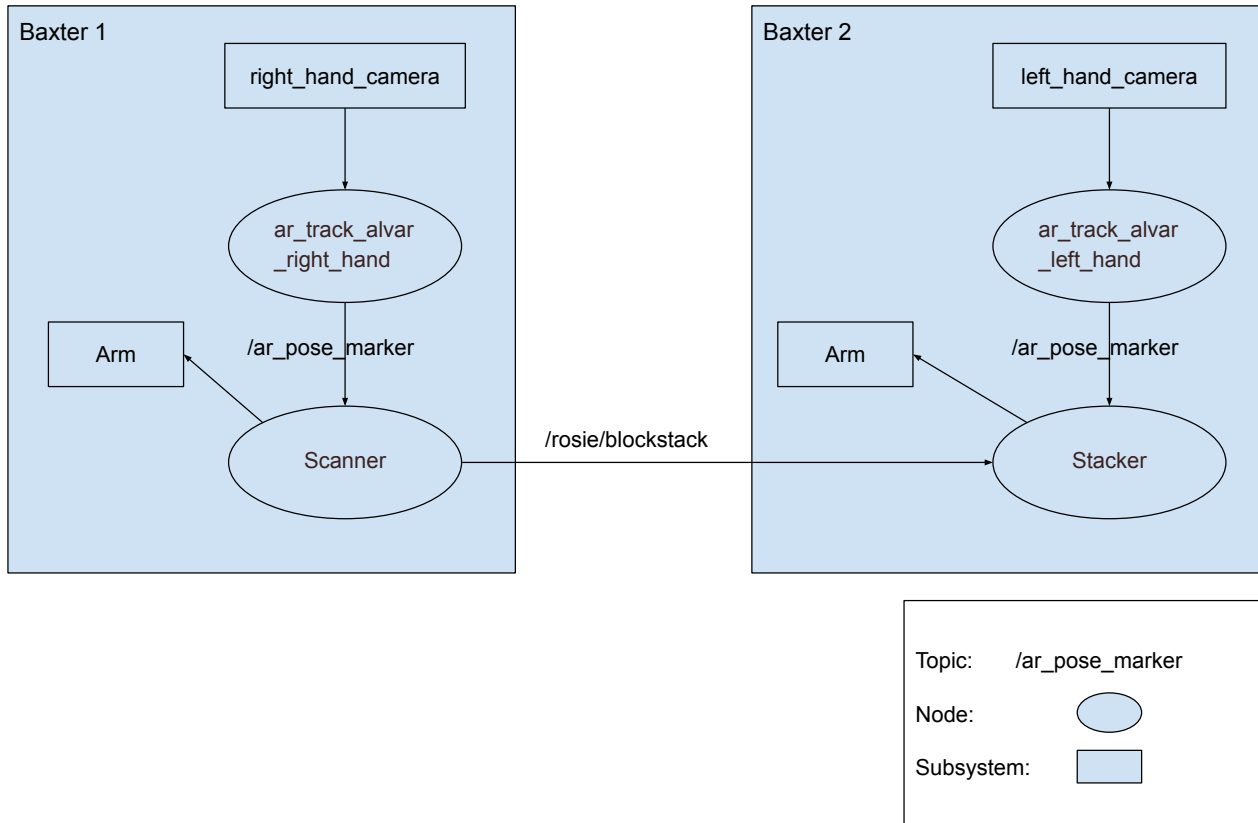 Baxter 1
right_hand_camera
ar_track_alvar
_right_hand
/ar_pose_marker
Arm
Scanner
/rosie/blockstack
Baxter 2
left_hand_camera
ar_track_alvar
_left_hand
/ar_pose_marker
Arm
Stacker
Topic: /ar_pose_marker
Node:
Subsystem: